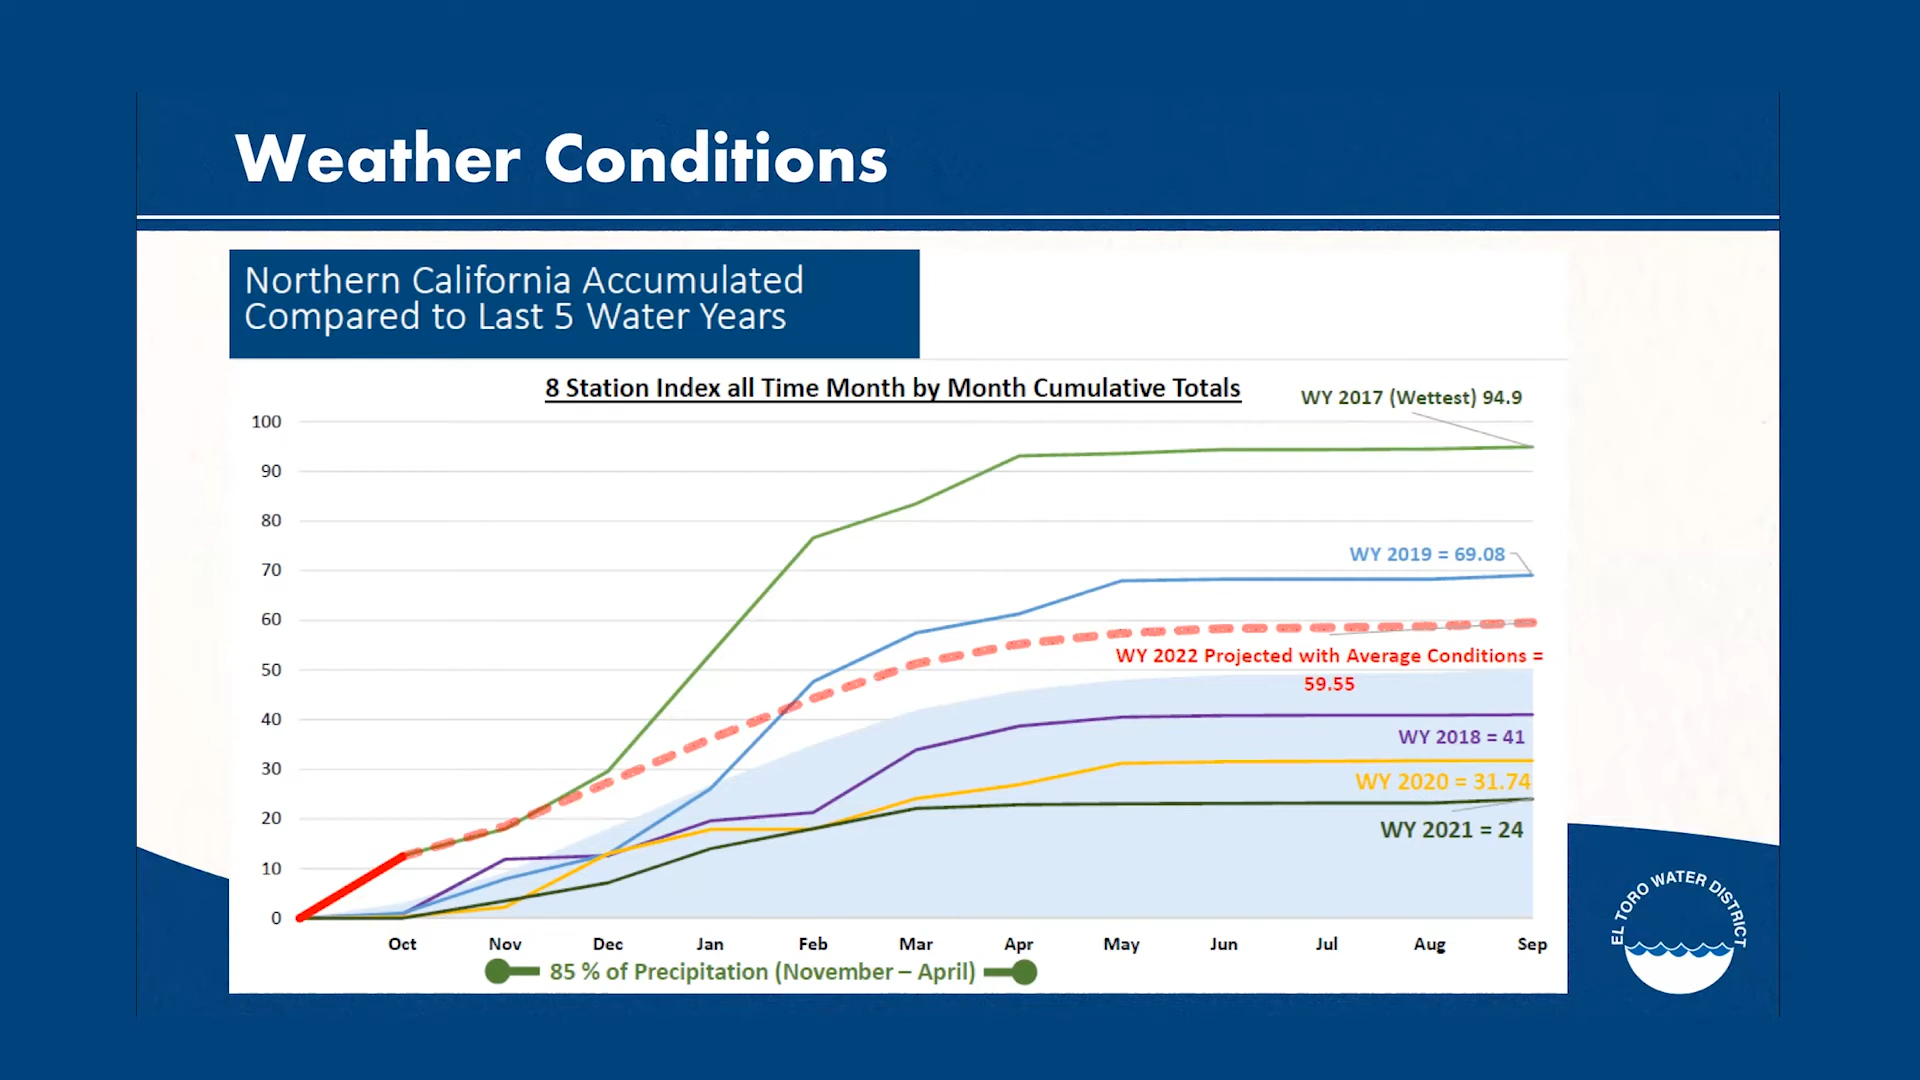 Weather Conditions
Northern California Accumulated
Compared to Last 5 Water Years
8 Station Index all Time Month by Month Cumulative Totals
WY 2017 (Wettest) 94.9
100
90
80
70
60
50
40
30
20
10
0
WY 2019 = 69.08
WY 2022 Projected with Average Conditions =
59.55
WY 2018 = 41
WY 2020 = 31.74
WY 2021 = 24
Oct Nov Dec Jan Feb Mar Apr May Jun Jul Aug Sep
85 % of Precipitation (November – April)
EL TORO WATER DISTRICT